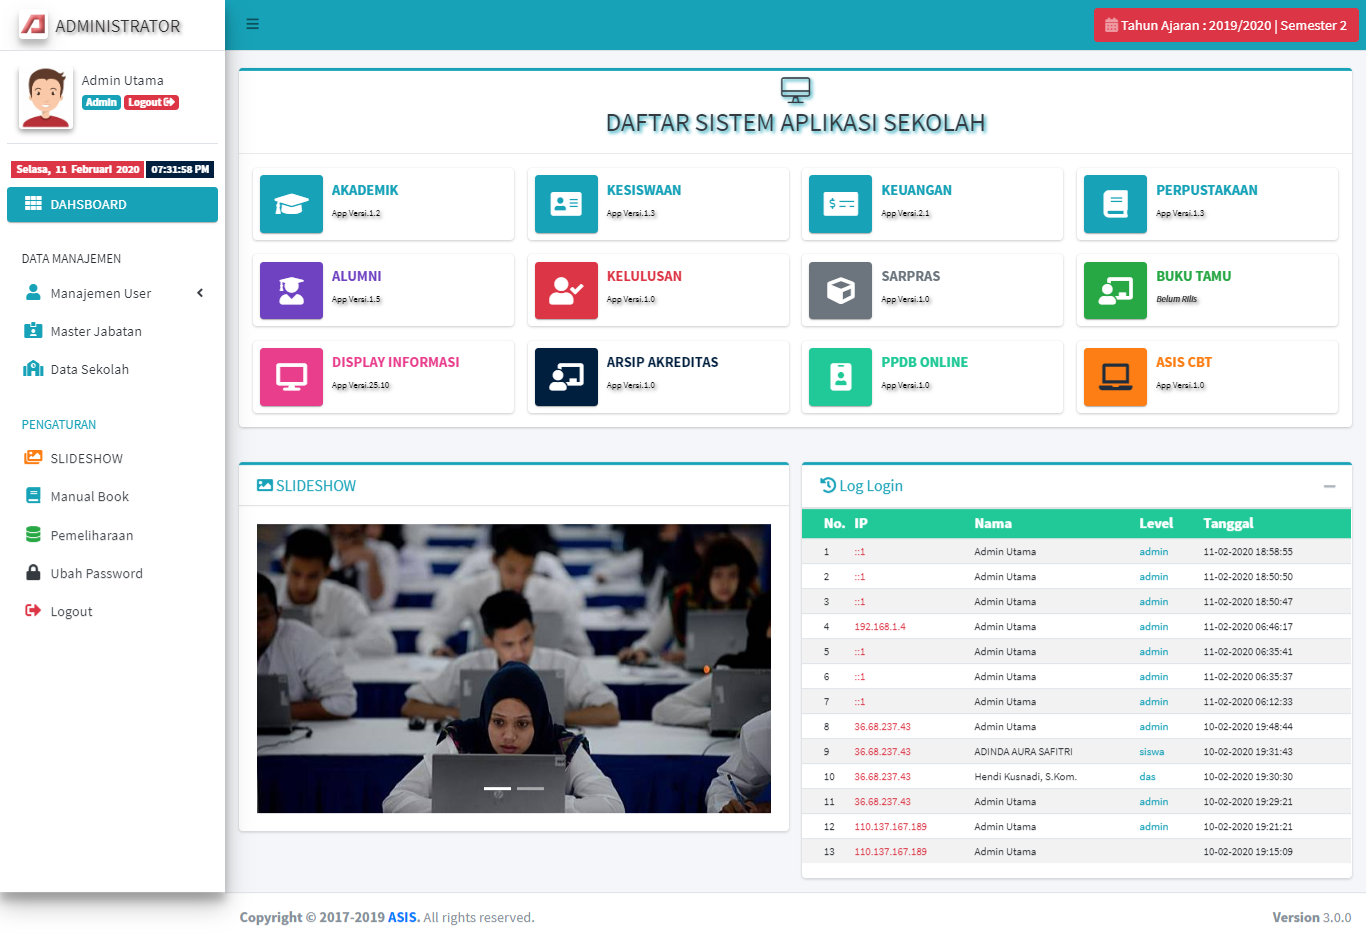 ADMINISTRATOR
Tahun Ajaran : 2019/2020 | Semester 2
Admin Utama
Admin Logout
Selasa, 11 Februari 2020 07:31:58 PM
DAHSBOARD
DATA MANAJEMEN
Manajemen User
Master Jabatan
Data Sekolah
PENGATURAN
SLIDESHOW
Manual Book
Pemeliharaan
Ubah Password
Logout
DAFTAR SISTEM APLIKASI SEKOLAH
AKADEMIK
App Versi.1.2
KESISWAAN
App Versi.1.3
KEUANGAN
App Versi.2.1
PERPUSTAKAAN
App Versi.1.3
ALUMNI
App Versi.1.5
KELULUSAN
App Versi.1.0
SARPRAS
App Versi.1.0
BUKU TAMU
Belum Rilis
DISPLAY INFORMASI
App Versi.25.10
ARSIP AKREDITAS
App Versi.1.0
PPDB ONLINE
App Versi.1.0
ASIS CBT
App Versi.1.0
SLIDESHOW
Log Login
No. IP Nama Level Tanggal
1 ::1 Admin Utama admin 11-02-2020 18:58:55
2 ::1 Admin Utama admin 11-02-2020 18:50:50
3 ::1 Admin Utama admin 11-02-2020 18:50:47
4 192.168.1.4 Admin Utama admin 11-02-2020 06:46:17
5 ::1 Admin Utama admin 11-02-2020 06:35:41
6 ::1 Admin Utama admin 11-02-2020 06:35:37
7 ::1 Admin Utama admin 11-02-2020 06:12:33
8 36.68.237.43 Admin Utama admin 10-02-2020 19:48:44
9 36.68.237.43 ADINDA AURA SAFITRI siswa 10-02-2020 19:31:43
10 36.68.237.43 Hendi Kusnadi, S.Kom. das 10-02-2020 19:30:30
11 36.68.237.43 Admin Utama admin 10-02-2020 19:29:21
12 110.137.167.189 Admin Utama admin 10-02-2020 19:21:21
13 110.137.167.189 Admin Utama 10-02-2020 19:15:09
Copyright © 2017-2019 ASIS. All rights reserved.
Version 3.0.0